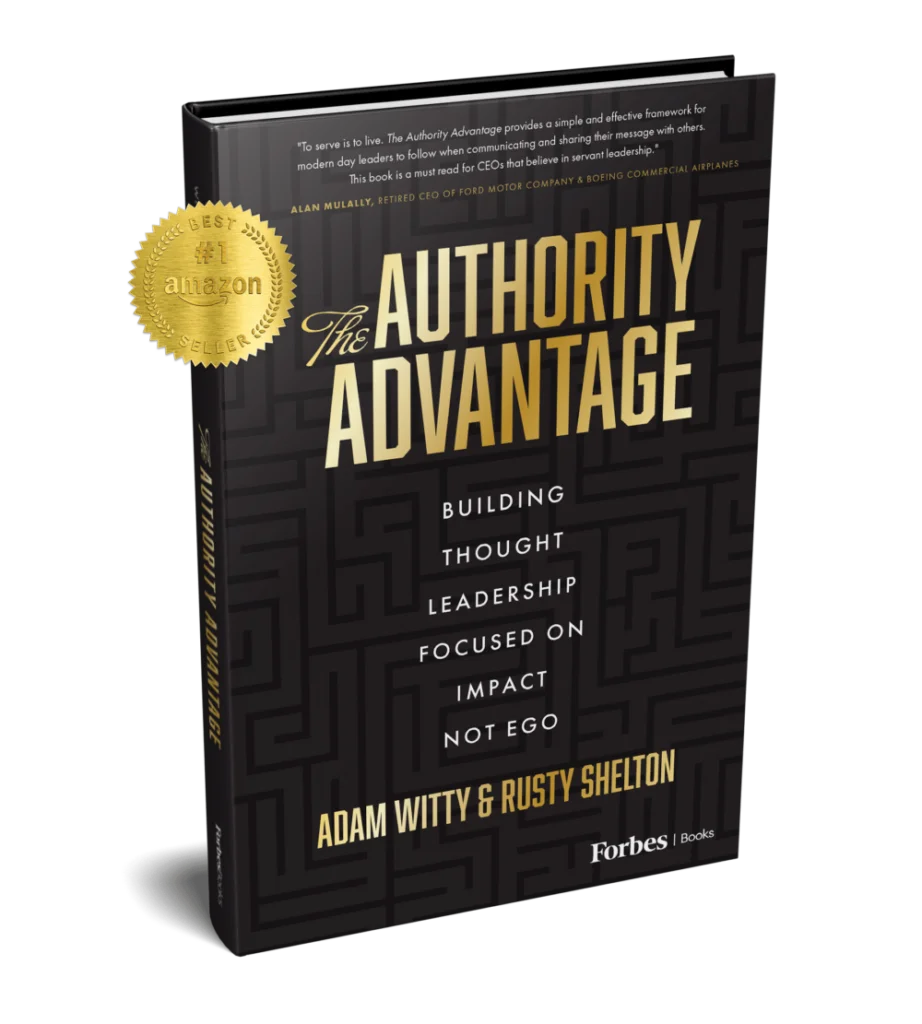 "To serve is to live. The Authority Advantage provides a simple and effective framework for
modern day leaders to follow when communicating and sharing their message with others.
This book is a must read for CEOs that believe in servant leadership."
ALAN MULALLY, RETIRED CEO OF FORD MOTOR COMPANY & BOEING COMMERCIAL AIRPLANES
BEST
#1
amazon
SELLER
The AUTHORITY
ADVANTAGE
BUILDING
THOUGHT
LEADERSHIP
FOCUSED ON
IMPACT
NOT EGO
ADAM WITTY & RUSTY SHELTON
Forbes | Books
The AUTHORITY ADVANTAGE
ForbesBooks